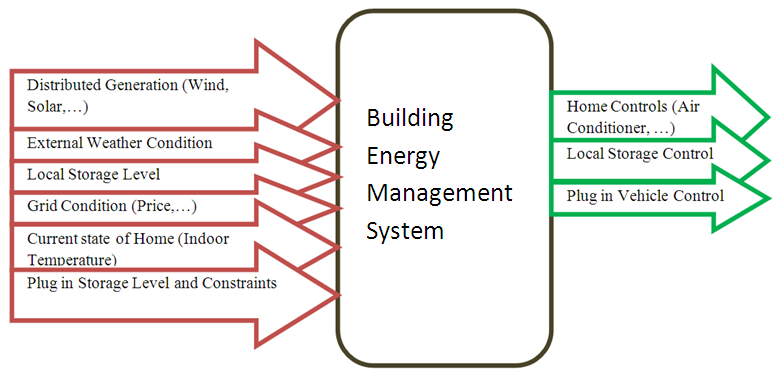 Distributed Generation (Wind,
Solar,…)
External Weather Condition
Local Storage Level
Grid Condition (Price,…)
Current state of Home (Indoor
Temperature)
Plug in Storage Level and Constraints
Building
Energy
Management
System
Home Controls (Air
Conditioner, …)
Local Storage Control
Plug in Vehicle Control